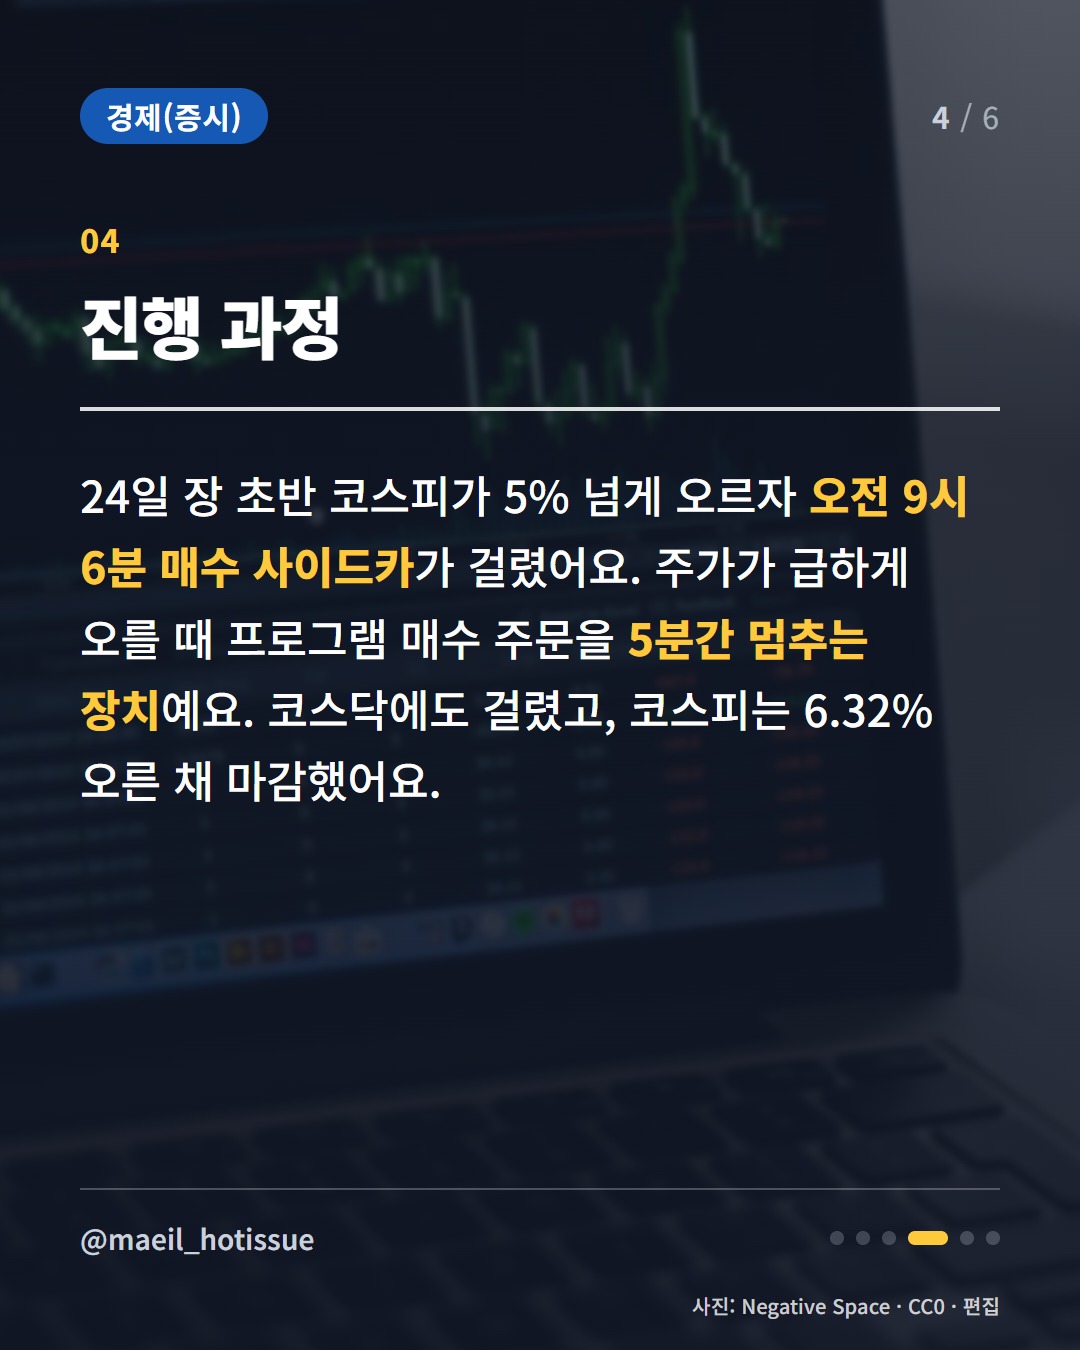 경제(증시)
4 / 6
04
진행 과정
24일 장 초반 코스피가 5% 넘게 오르자 오전 9시
6분 매수 사이드카가 걸렸어요. 주가가 급하게
오를 때 프로그램 매수 주문을 5분간 멈추는
장치예요. 코스닥에도 걸렸고, 코스피는 6.32%
오른 채 마감했어요.
@maeil_hotissue
사진: Negative Space · CC0 · 편집